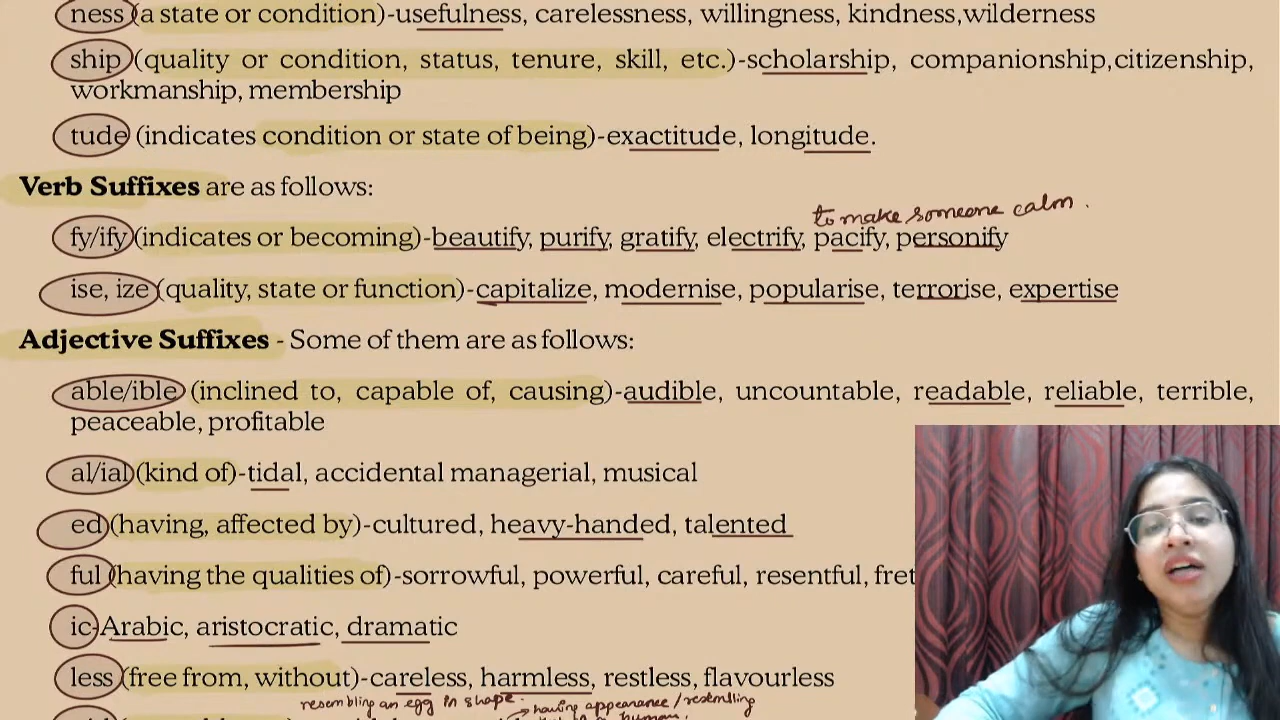 ness (a state or condition)-usefulness, carelessness, willingness, kindness,wilderness
ship (quality or condition, status, tenure, skill, etc.)-scholarship, companionship,citizenship,
workmanship, membership
tude (indicates condition or state of being)-exactitude, longitude.
Verb Suffixes are as follows:
to make someone calm.
fy/ify (indicates or becoming)-beautify, purify, gratify, electrify, pacify, personify
ise, ize (quality, state or function)-capitalize, modernise, popularise, terrorise, expertise
Adjective Suffixes - Some of them are as follows:
able/ible (inclined to, capable of, causing)-audible, uncountable, readable, reliable, terrible,
peaceable, profitable
al/ial (kind of)-tidal, accidental managerial, musical
ed (having, affected by)-cultured, heavy-handed, talented
ful (having the qualities of)-sorrowful, powerful, careful, resentful, fret
ic-Arabic, aristocratic, dramatic
less (free from, without)-careless, harmless, restless, flavourless
resembling an egg in shape. having appearance/resembling
human.